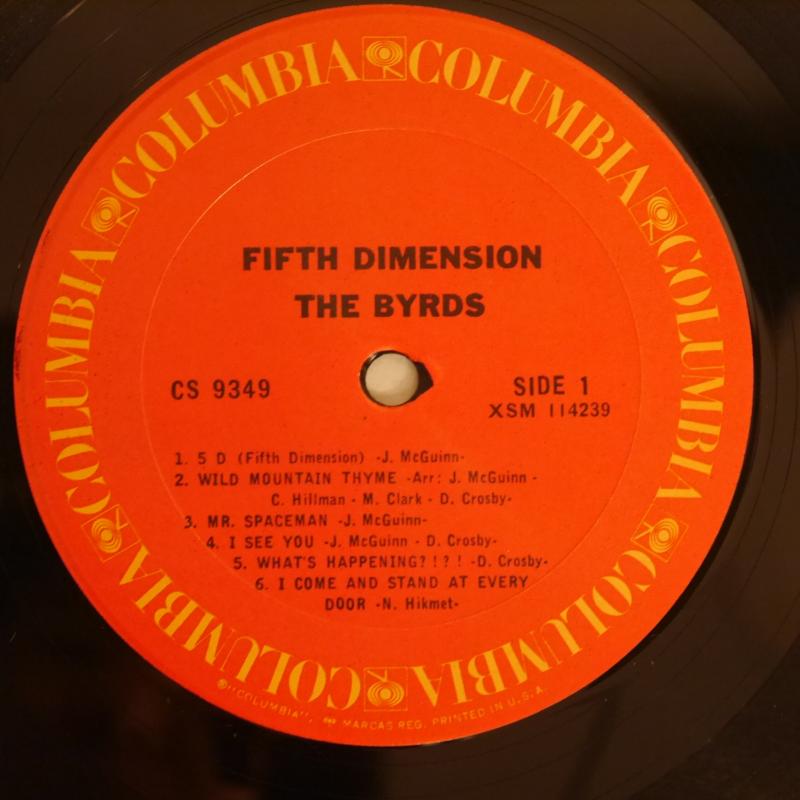 COLUMBIA COLUMBIA COLUMBIA COLUMBIA COLUMBIA COLUMBIA
FIFTH DIMENSION
THE BYRDS
CS 9349
SIDE 1
XSM 114239
1. 5 D (Fifth Dimension) -J. McGuinn-
2. WILD MOUNTAIN THYME -Arr: J. McGuinn -
C. Hillman - M. Clark - D. Crosby-
3. MR. SPACEMAN -J. McGuinn-
4. I SEE YOU -J. McGuinn - D. Crosby-
5. WHAT'S HAPPENING?!?! -D. Crosby-
6. I COME AND STAND AT EVERY
DOOR -N. Hikmet-
®"COLUMBIA", MARCAS REG. PRINTED IN U.S.A.